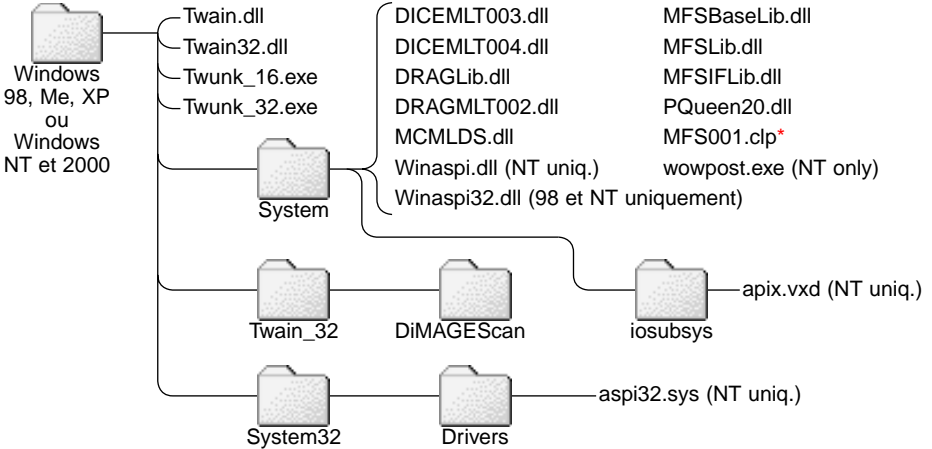 Windows
98, Me, XP
ou
Windows
NT et 2000
Twain.dll
Twain32.dll
Twunk_16.exe
Twunk_32.exe
System
DICEMLT003.dll
DICEMLT004.dll
DRAGLib.dll
DRAGMLT002.dll
MCMLDS.dll
Winaspi.dll (NT uniq.)
Winaspi32.dll (98 et NT uniquement)
MFSBaseLib.dll
MFSLib.dll
MFSIFLib.dll
PQueen20.dll
MFS001.clp*
wowpost.exe (NT only)
Twain_32
DiMAGEScan
iosubsys
apix.vxd (NT uniq.)
System32
Drivers
aspi32.sys (NT uniq.)